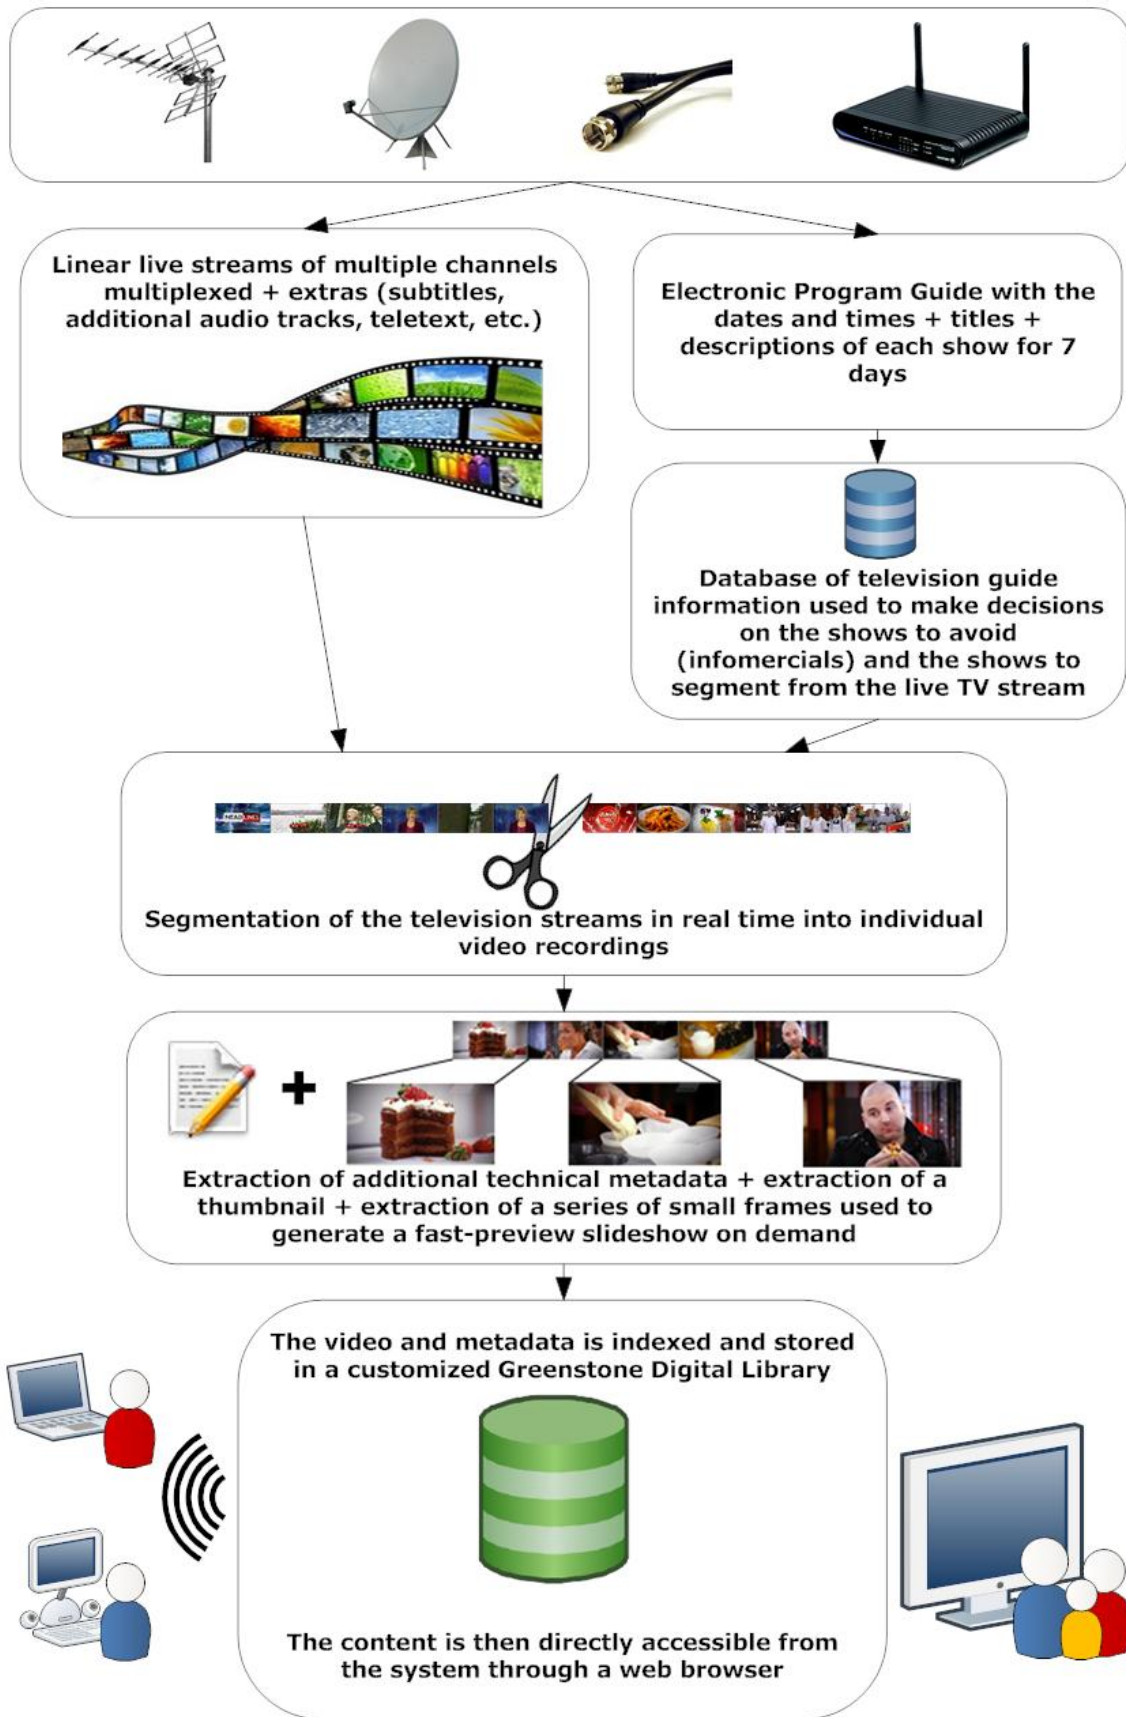 Linear live streams of multiple channels
multiplexed + extras (subtitles,
additional audio tracks, teletext, etc.)
Electronic Program Guide with the
dates and times + titles +
descriptions of each show for 7
days
Database of television guide
information used to make decisions
on the shows to avoid
(infomercials) and the shows to
segment from the live TV stream
HEADLINES
Segmentation of the television streams in real time into individual
video recordings
+
Extraction of additional technical metadata + extraction of a
thumbnail + extraction of a series of small frames used to
generate a fast-preview slideshow on demand
The video and metadata is indexed and stored
in a customized Greenstone Digital Library
The content is then directly accessible from
the system through a web browser